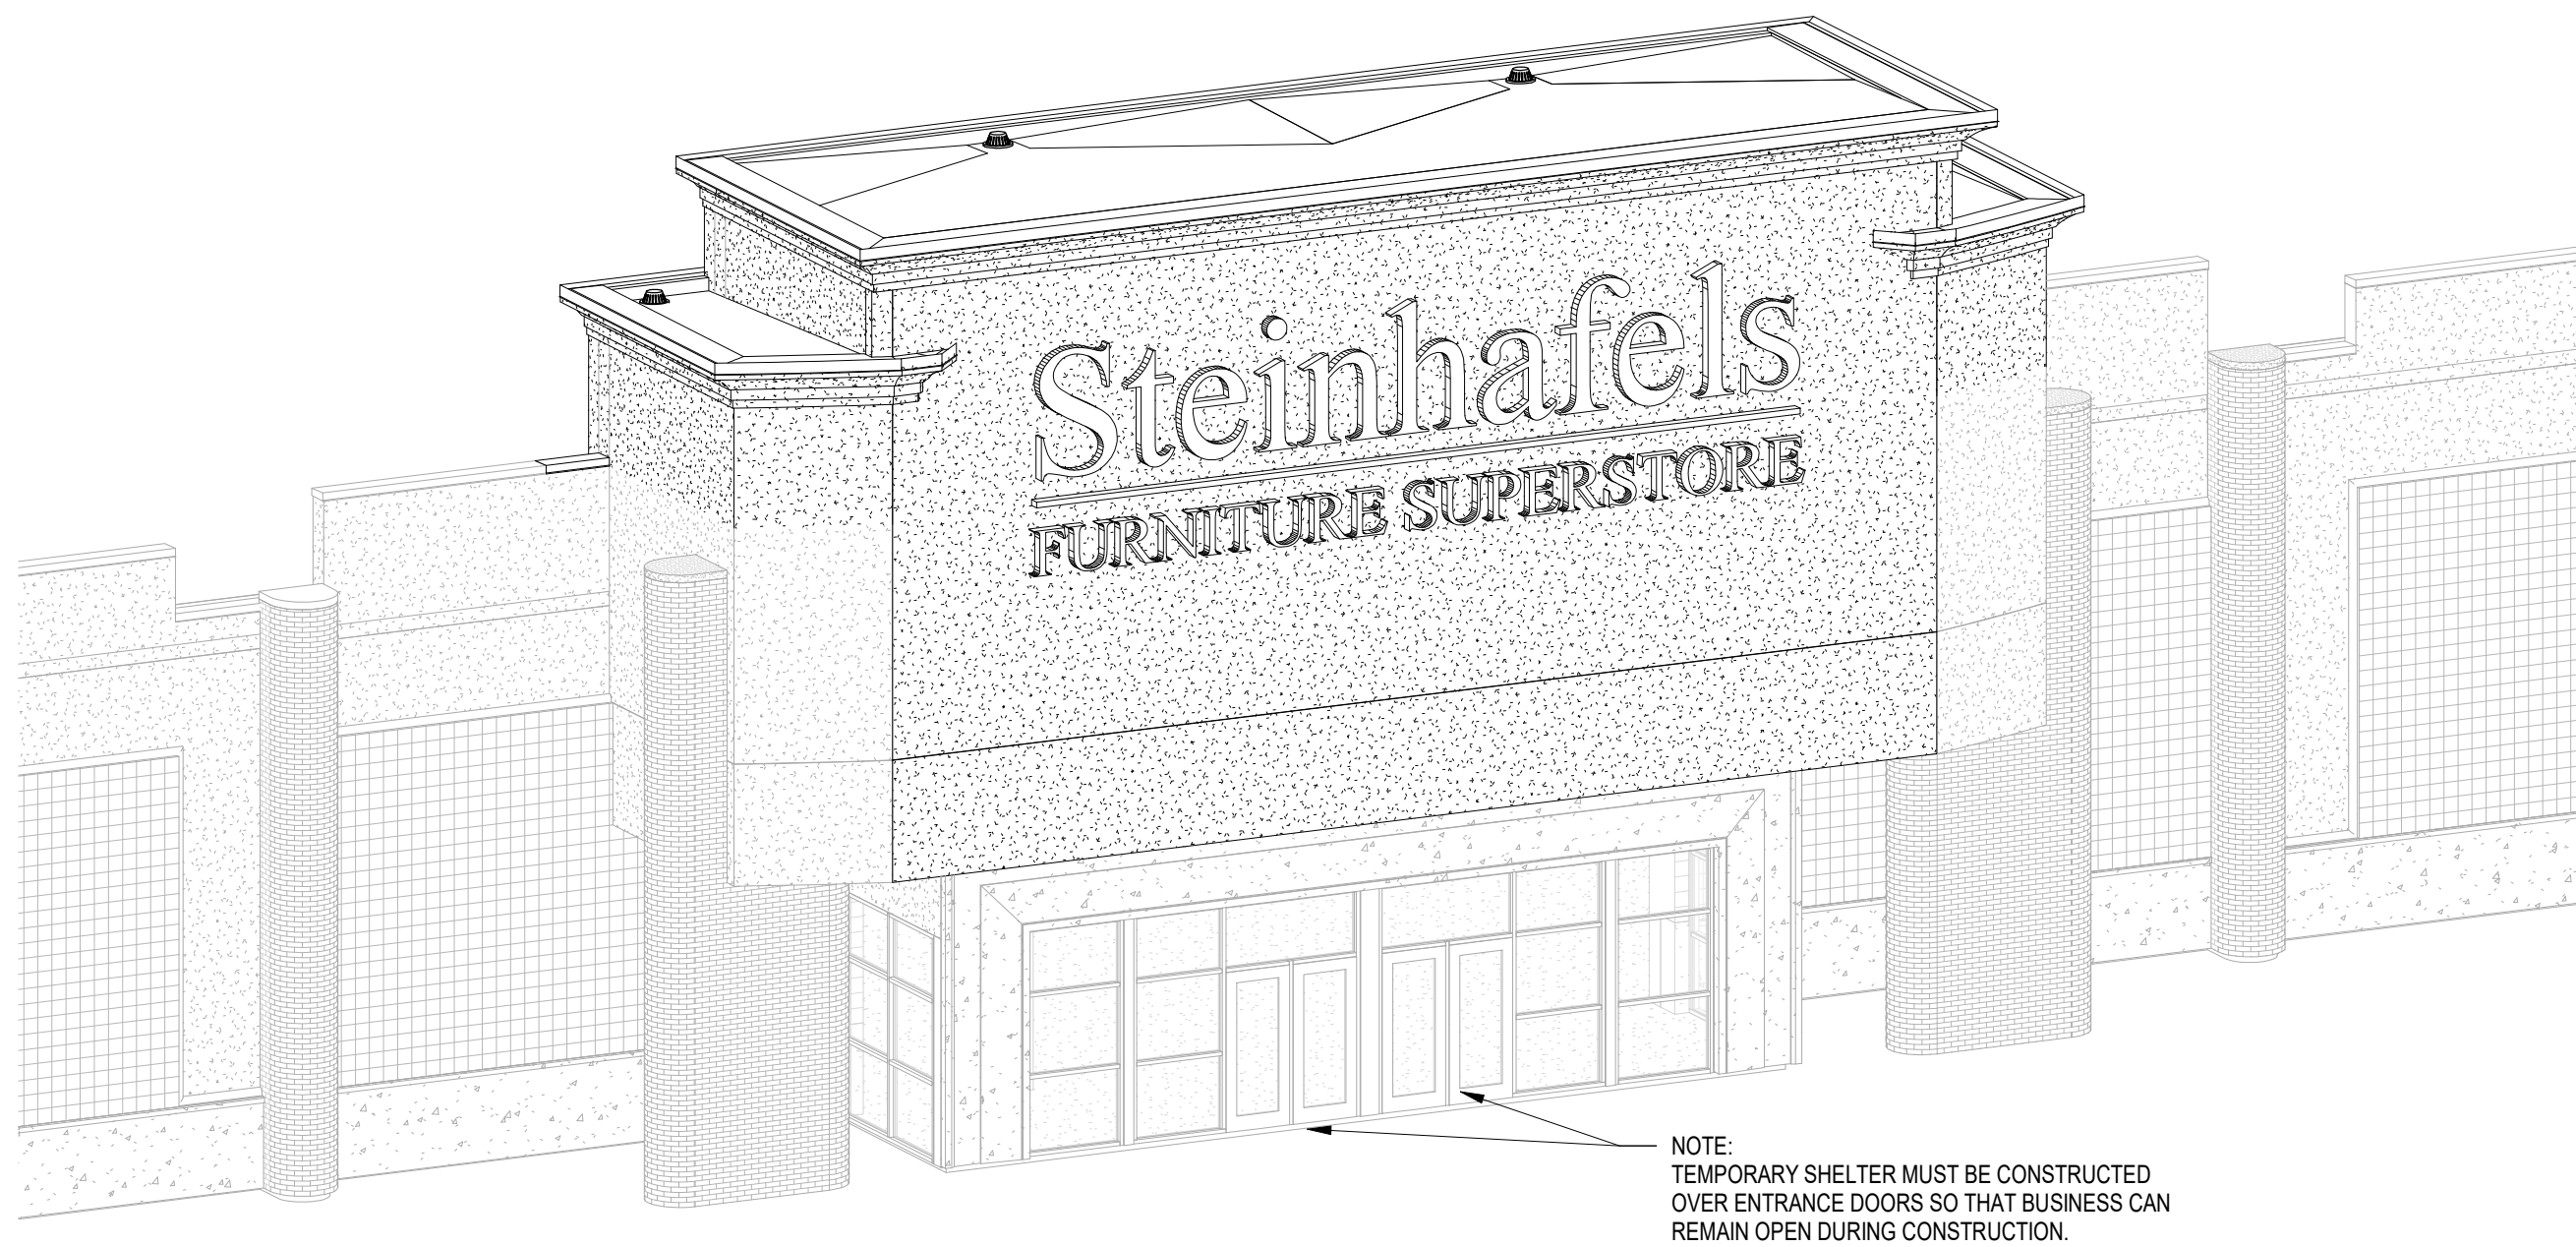 Steinhafels
FURNITURE SUPERSTORE
NOTE:
TEMPORARY SHELTER MUST BE CONSTRUCTED
OVER ENTRANCE DOORS SO THAT BUSINESS CAN
REMAIN OPEN DURING CONSTRUCTION.